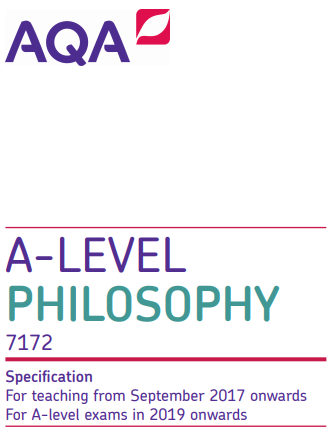 AQA
A-LEVEL
PHILOSOPHY
7172
Specification
For teaching from September 2017 onwards
For A-level exams in 2019 onwards